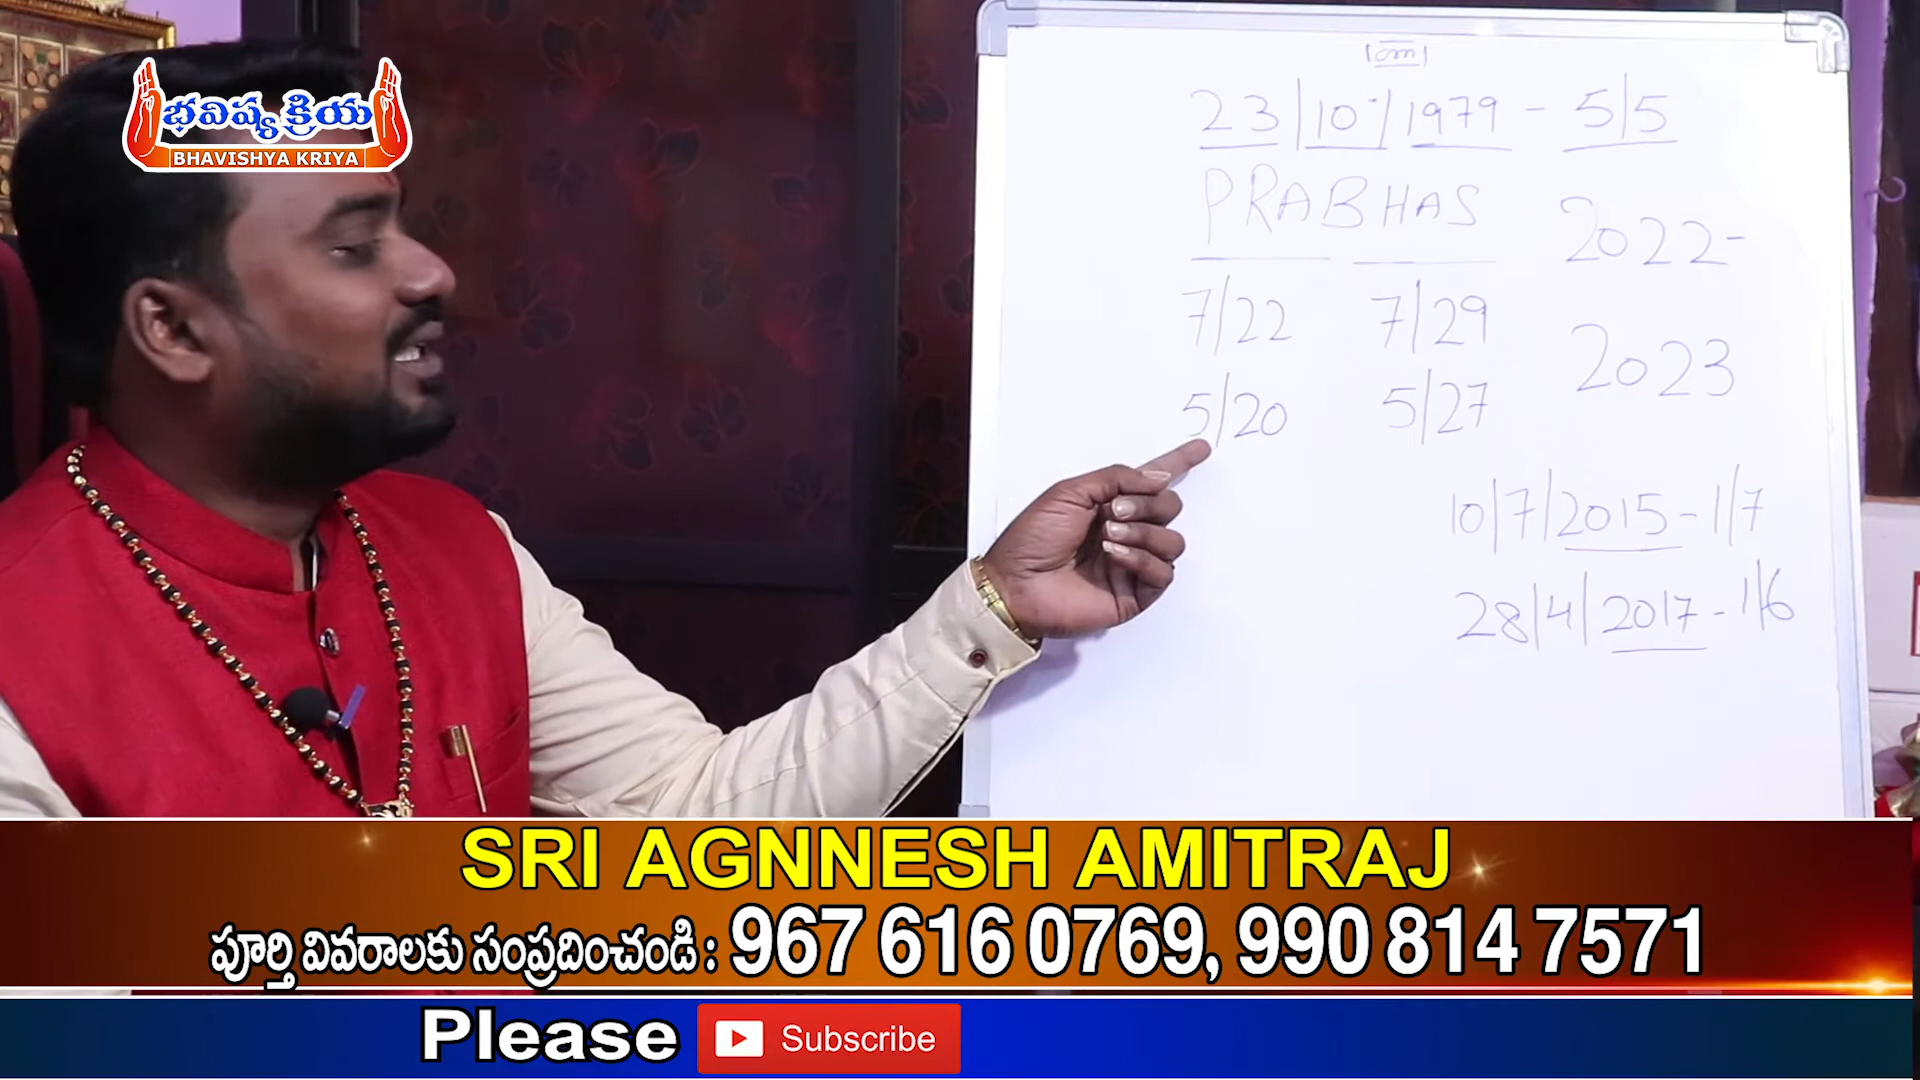 భవిష్య క్రియ
BHAVISHYA KRIYA
23/10/1979 - 5/5
PRABHAS
2022-
7/22 7/29
2023
5/20 5/27
10/7/2015 - 1/7
28/4/2017 - 1/6
SRI AGNNESH AMITRAJ
పూర్తి వివరాలకు సంప్రదించండి : 967 616 0769, 990 814 7571
Please Subscribe